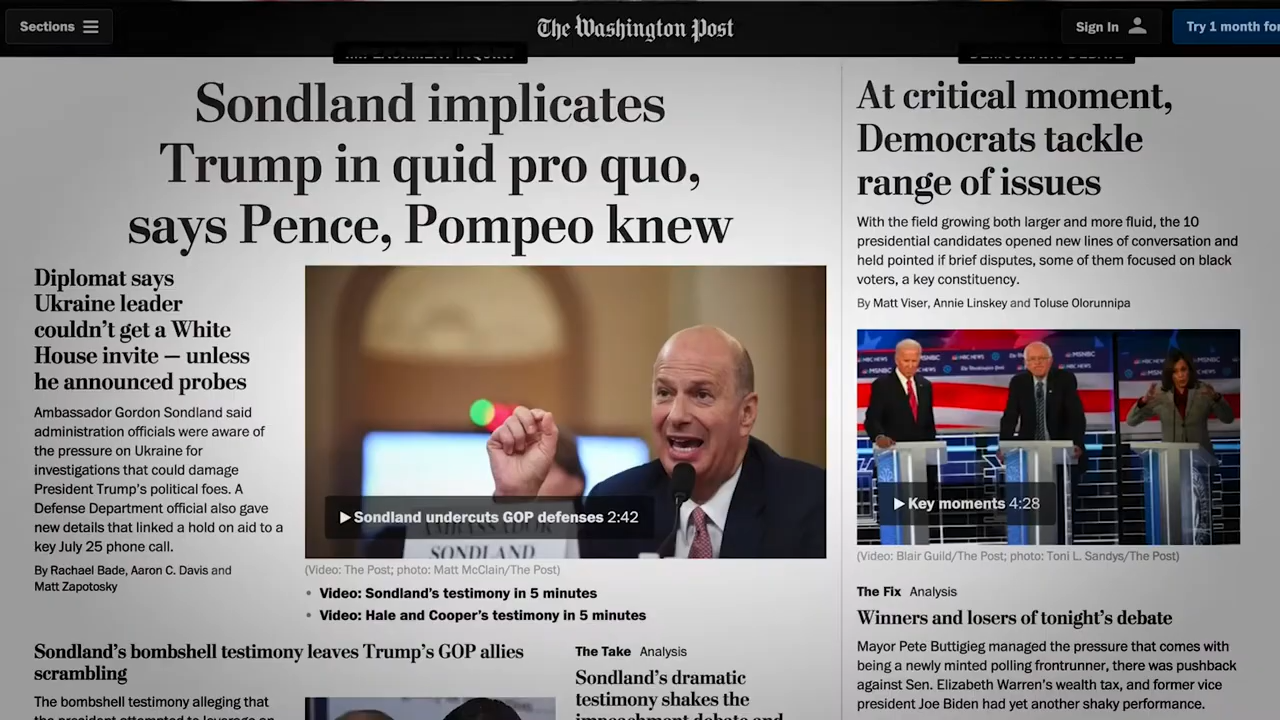 Sections
The Washington Post
Sign In
Try 1 month for
Sondland implicates
Trump in quid pro quo,
says Pence, Pompeo knew
Diplomat says
Ukraine leader
couldn't get a White
House invite — unless
he announced probes
Ambassador Gordon Sondland said
administration officials were aware of
the pressure on Ukraine for
investigations that could damage
President Trump's political foes. A
Defense Department official also gave
new details that linked a hold on aid to a
key July 25 phone call.
By Rachael Bade, Aaron C. Davis and
Matt Zapotosky
Sondland undercuts GOP defenses 2:42
SONDLAND
(Video: The Post; photo: Matt McClain/The Post)
• Video: Sondland's testimony in 5 minutes
• Video: Hale and Cooper's testimony in 5 minutes
Sondland's bombshell testimony leaves Trump's GOP allies
scrambling
The bombshell testimony alleging that
The Take Analysis
Sondland's dramatic
testimony shakes the
impeachment debate and
At critical moment,
Democrats tackle
range of issues
With the field growing both larger and more fluid, the 10
presidential candidates opened new lines of conversation and
held pointed if brief disputes, some of them focused on black
voters, a key constituency.
By Matt Viser, Annie Linskey and Toluse Olorunnipa
MSNBC
Key moments 4:28
(Video: Blair Guild/The Post; photo: Toni L. Sandys/The Post)
The Fix Analysis
Winners and losers of tonight's debate
Mayor Pete Buttigieg managed the pressure that comes with
being a newly minted polling frontrunner, there was pushback
against Sen. Elizabeth Warren's wealth tax, and former vice
president Joe Biden had yet another shaky performance.